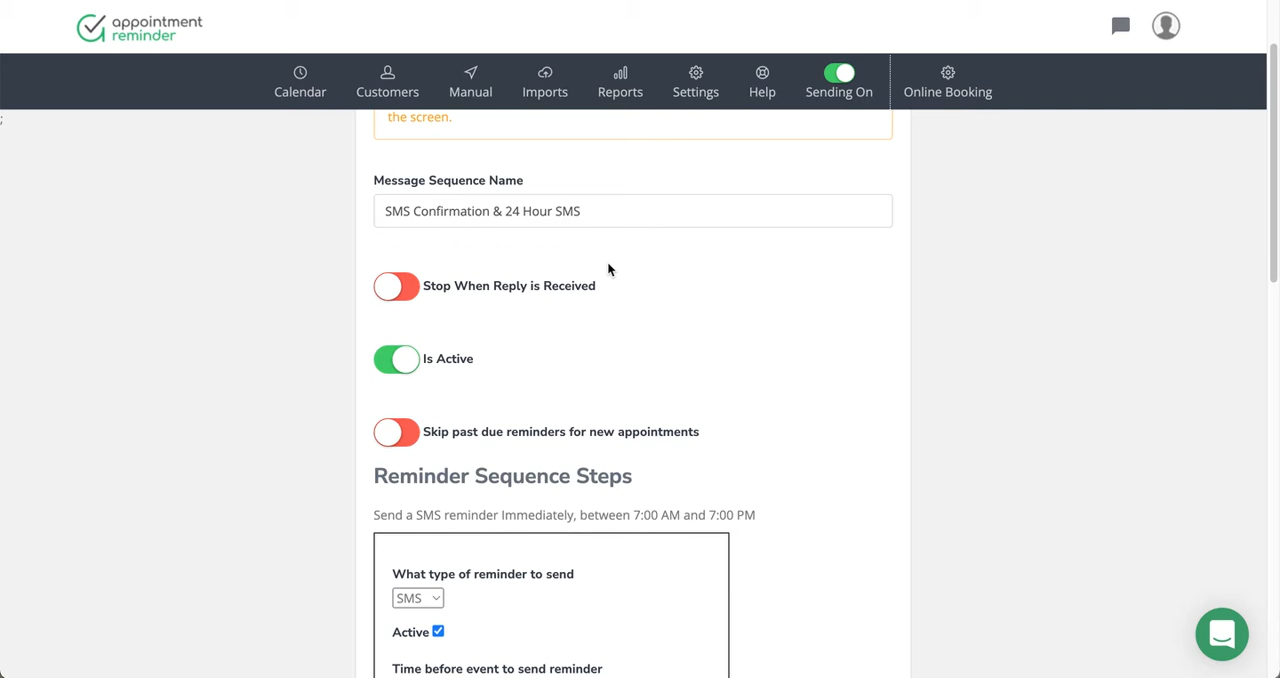 appointment
reminder
Calendar
Customers
Manual
Imports
Reports
Settings
Help
Sending On
Online Booking
;
the screen.
Message Sequence Name
SMS Confirmation & 24 Hour SMS
Stop When Reply is Received
Is Active
Skip past due reminders for new appointments
Reminder Sequence Steps
Send a SMS reminder Immediately, between 7:00 AM and 7:00 PM
What type of reminder to send
SMS
Active
Time before event to send reminder